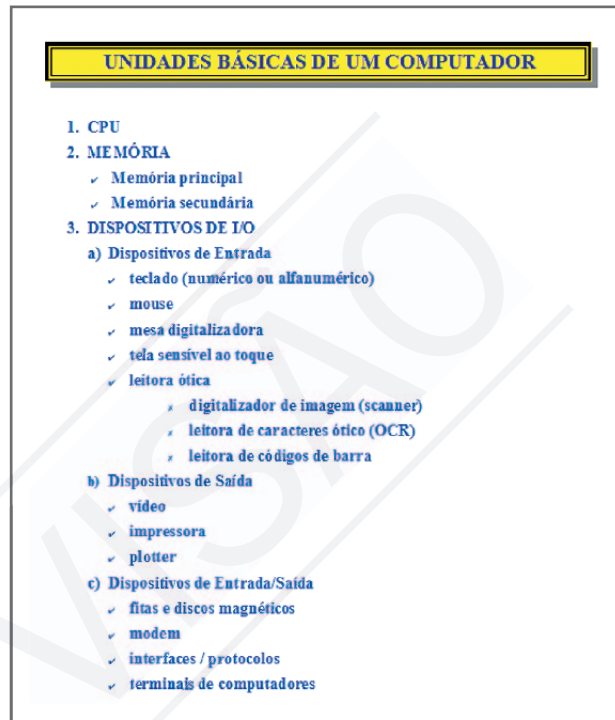 UNIDADES BÁSICAS DE UM COMPUTADOR
1. CPU
2. MEMÓRIA
✓ Memória principal
✓ Memória secundária
3. DISPOSITIVOS DE I/O
a) Dispositivos de Entrada
✓ teclado (numérico ou alfanumérico)
✓ mouse
✓ mesa digitalizadora
✓ tela sensível ao toque
✓ leitora ótica
✗ digitalizador de imagem (scanner)
✗ leitora de caracteres ótico (OCR)
✗ leitora de códigos de barra
b) Dispositivos de Saída
✓ vídeo
✓ impressora
✓ plotter
c) Dispositivos de Entrada/Saída
✓ fitas e discos magnéticos
✓ modem
✓ interfaces / protocolos
✓ terminais de computadores
VISÃO